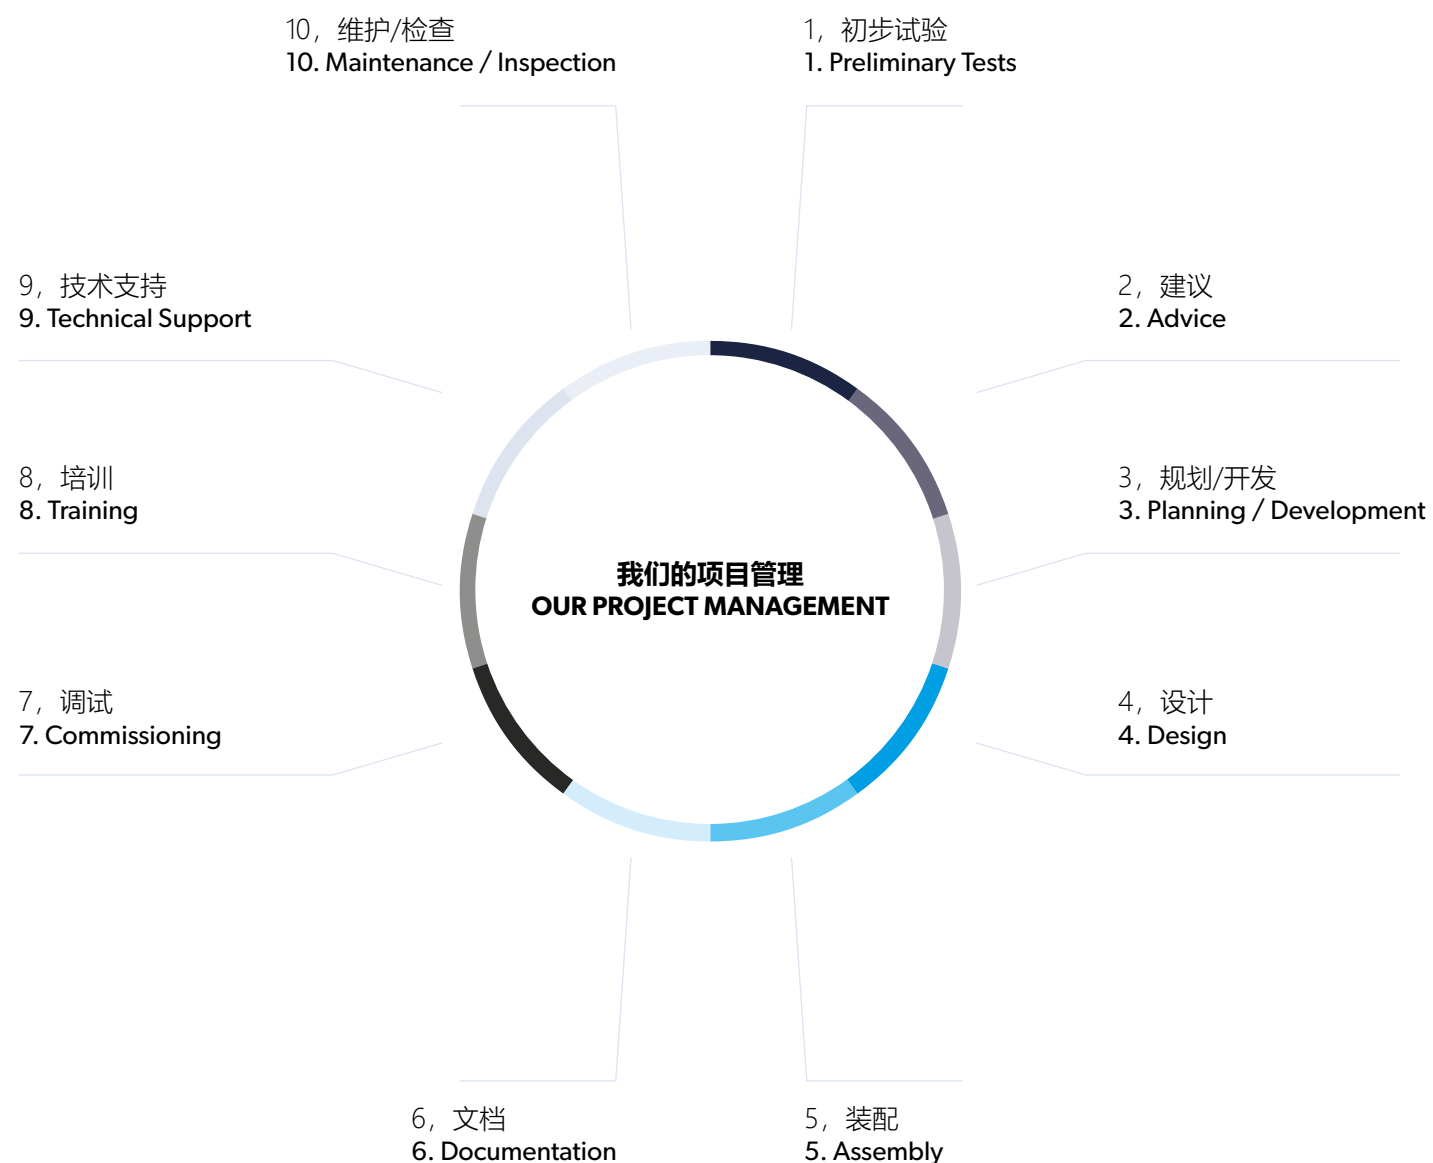 10，维护/检查
10. Maintenance / Inspection
1，初步试验
1. Preliminary Tests
9，技术支持
9. Technical Support
2，建议
2. Advice
8，培训
8. Training
3，规划/开发
3. Planning / Development
我们的项目管理
OUR PROJECT MANAGEMENT
7，调试
7. Commissioning
4，设计
4. Design
6，文档
6. Documentation
5，装配
5. Assembly